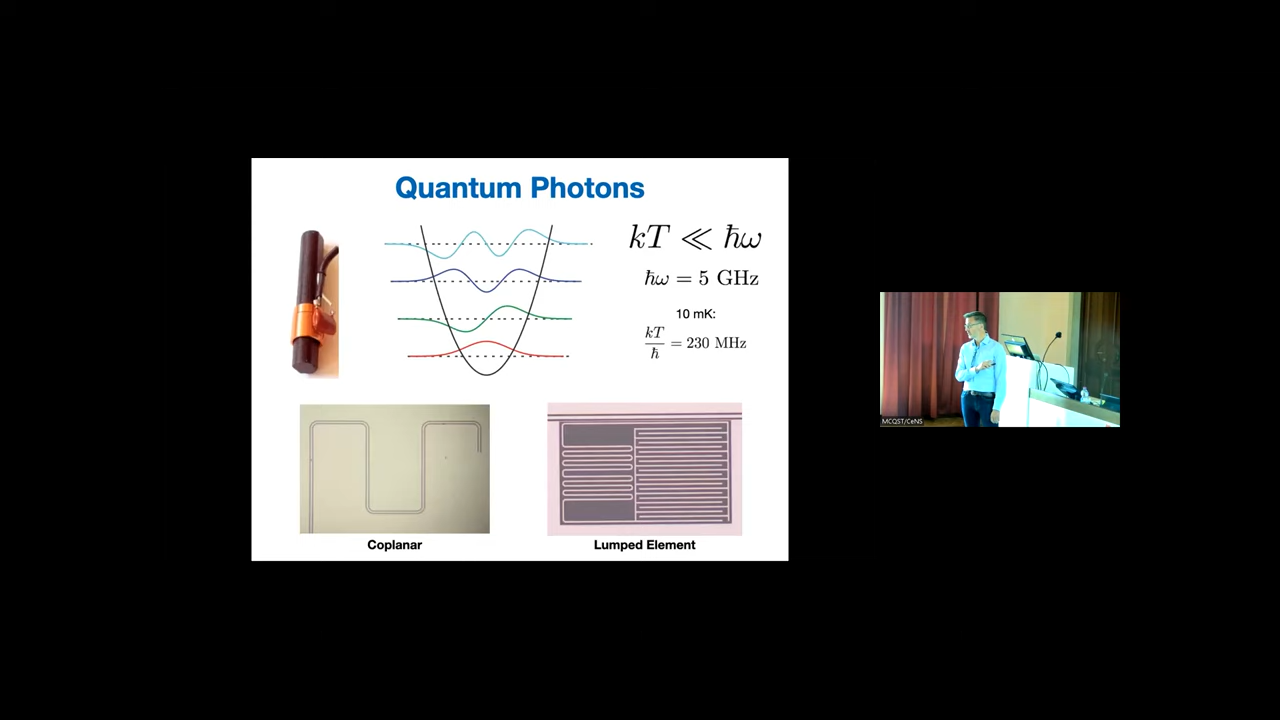 Quantum Photons
kT ≪ ħω
ħω = 5 GHz
10 mK:
kT/ħ = 230 MHz
Coplanar
Lumped Element
MCQST/CeNS